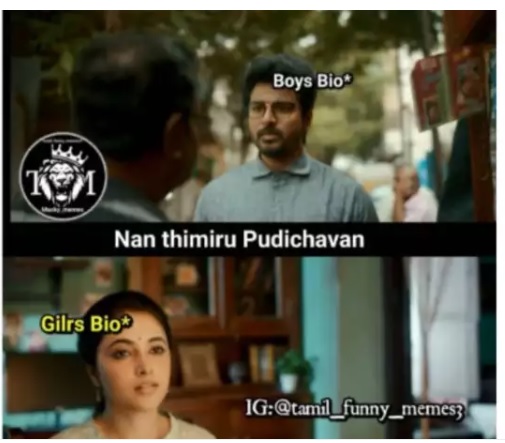 Boys Bio*
T M
Nan thimiru Pudichavan
Gilrs Bio*
IG:@tamil_funny_memes3